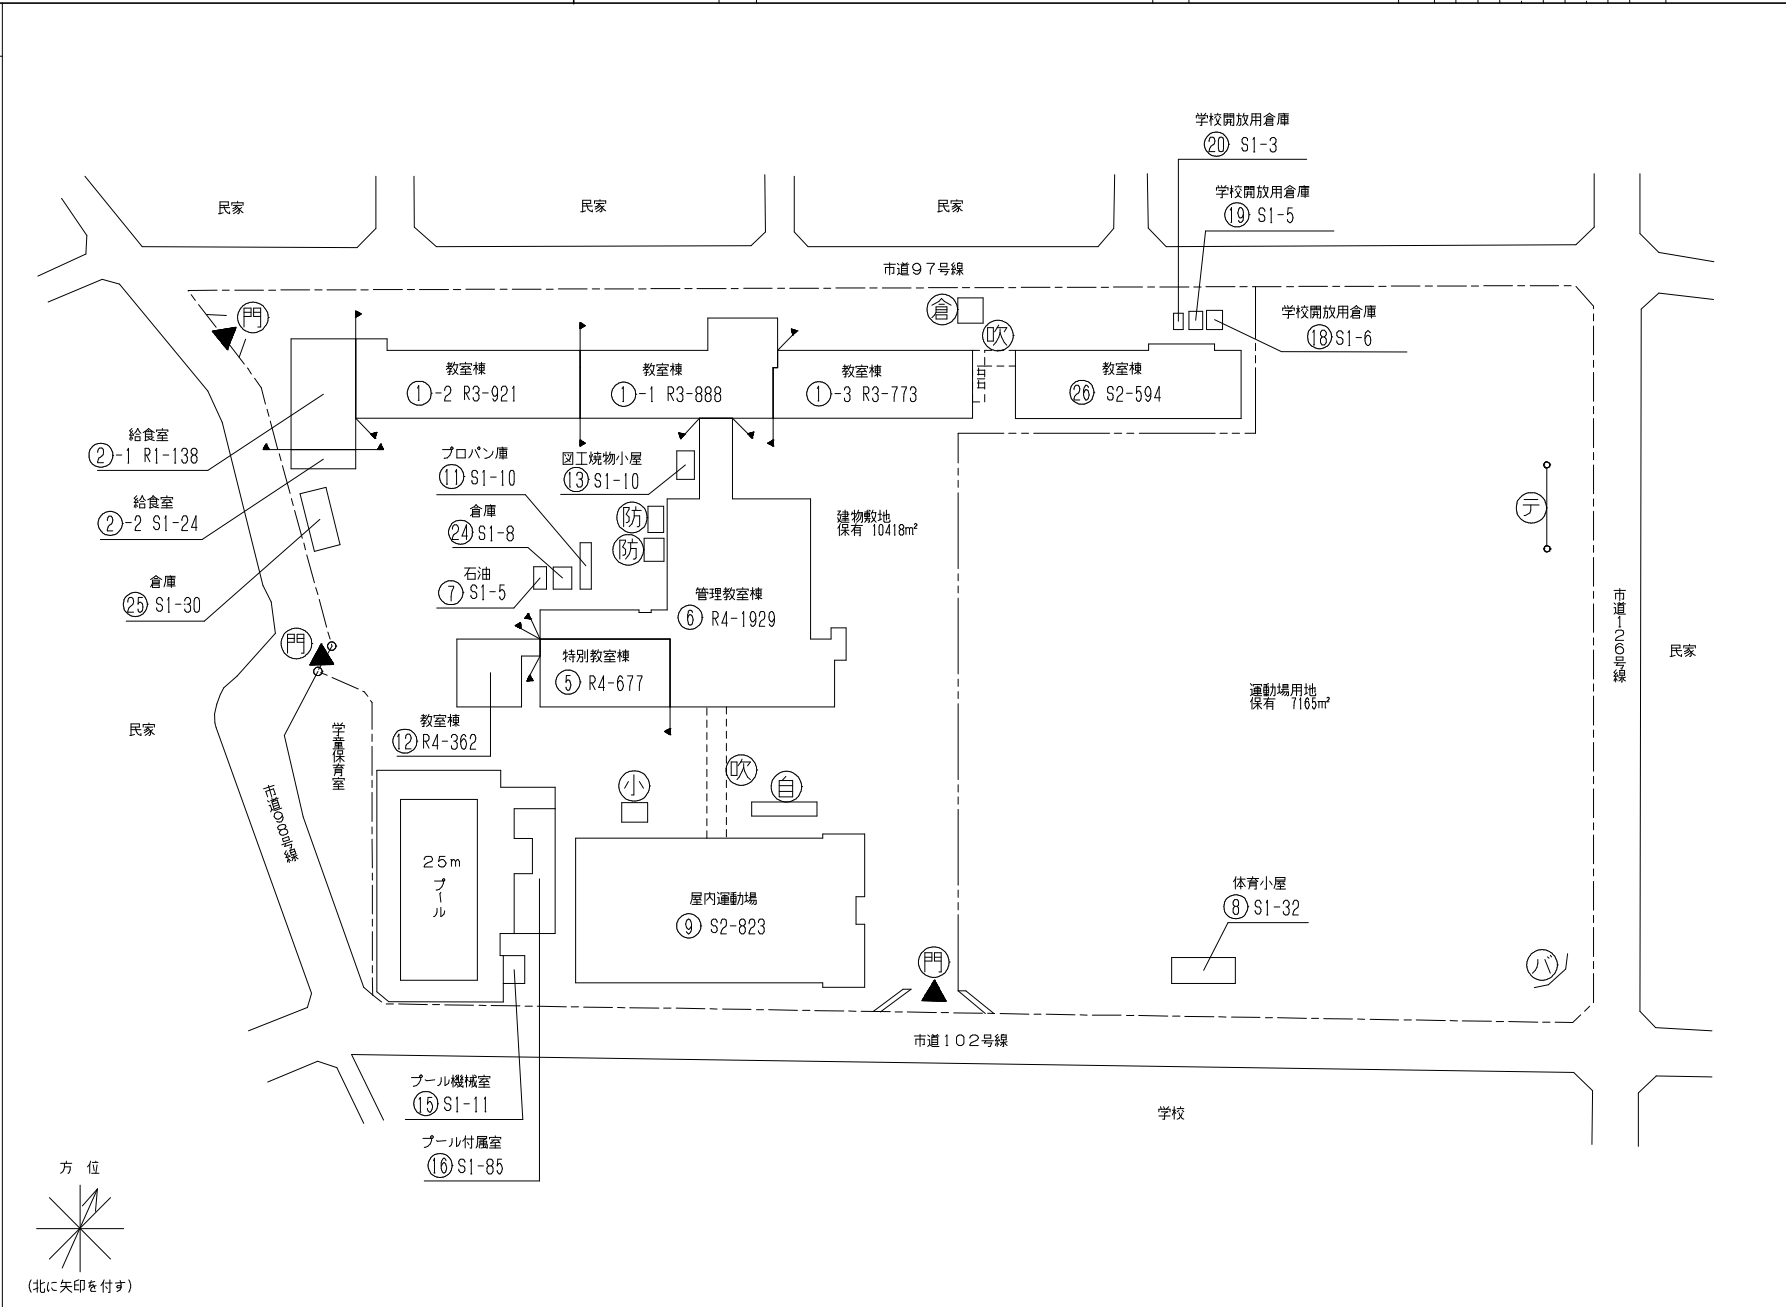 学校開放用倉庫
⑳ S1-3
学校開放用倉庫
⑲ S1-5
民家
民家
民家
市道97号線
門
倉
吹
学校開放用倉庫
⑱ S1-6
教室棟
①-2 R3-921
教室棟
①-1 R3-888
教室棟
①-3 R3-773
教室棟
㉖ S2-594
給食室
②-1 R1-138
給食室
②-2 S1-24
倉庫
㉕ S1-30
プロパン庫
⑪ S1-10
図工焼物小屋
⑬ S1-10
倉庫
㉔ S1-8
石油
⑦ S1-5
防
防
建物敷地
保有 10418m²
テ
管理教室棟
⑥ R4-1929
門
特別教室棟
⑤ R4-677
教室棟
⑫ R4-362
市道126号線
民家
運動場用地
保有 7165m²
民家
学童保育室
市道98号線
小
吹
自
25m
プール
屋内運動場
⑨ S2-823
体育小屋
⑧ S1-32
門
バ
市道102号線
プール機械室
⑮ S1-11
プール付属室
⑯ S1-85
学校
方 位
(北に矢印を付す)